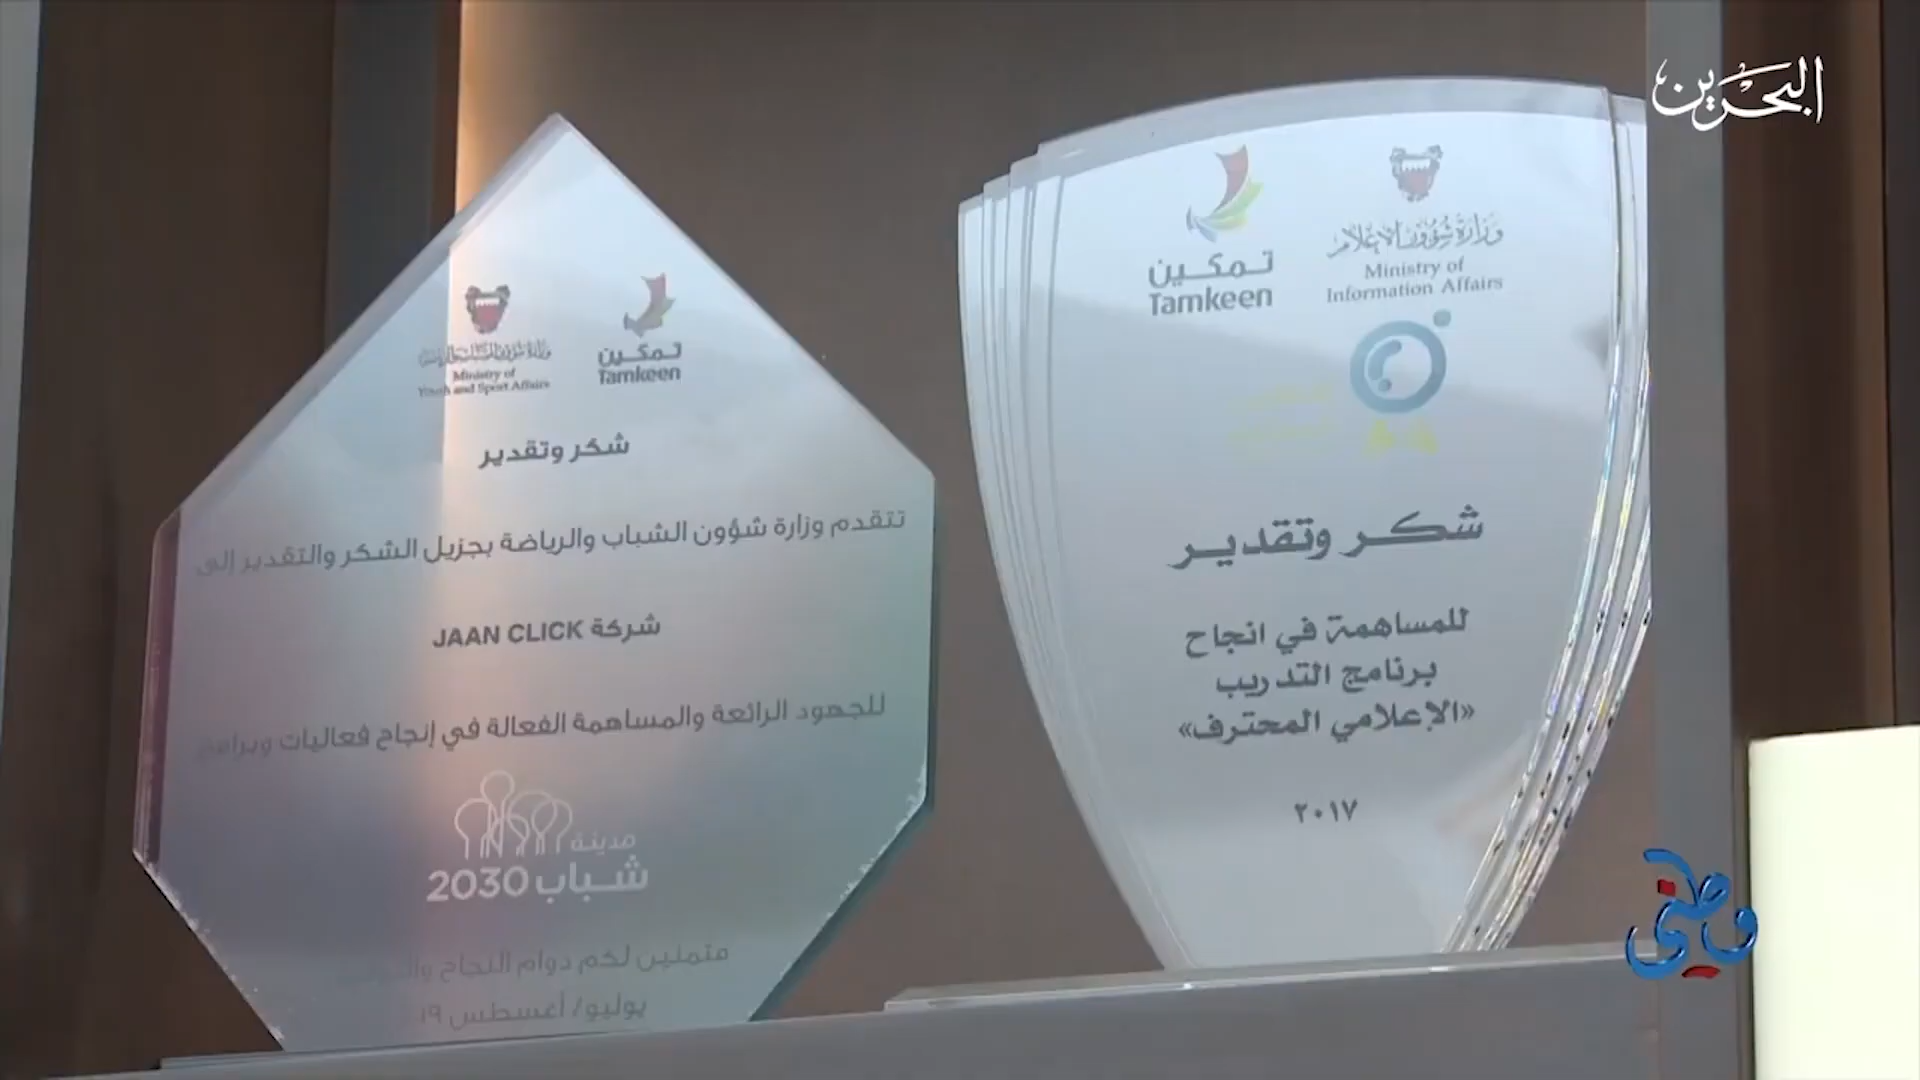 البحرين
وزارة شؤون الشباب والرياضة
Ministry of
Youth and Sport Affairs
تمكين
Tamkeen
شكر وتقدير
تتقدم وزارة شؤون الشباب والرياضة بجزيل الشكر والتقدير إلى
شركة JAAN CLICK
للجهود الرائعة والمساهمة الفعالة في إنجاح فعاليات وبرامج
مدينة
شباب 2030
متمنين لكم دوام النجاح
يوليو/ أغسطس
تمكين
Tamkeen
وزارة شؤون الإعلام
Ministry of
Information Affairs
شكر وتقدير
للمساهمة في انجاح
برنامج التدريب
«الإعلامي المحترف»
٢٠١٧
وطني